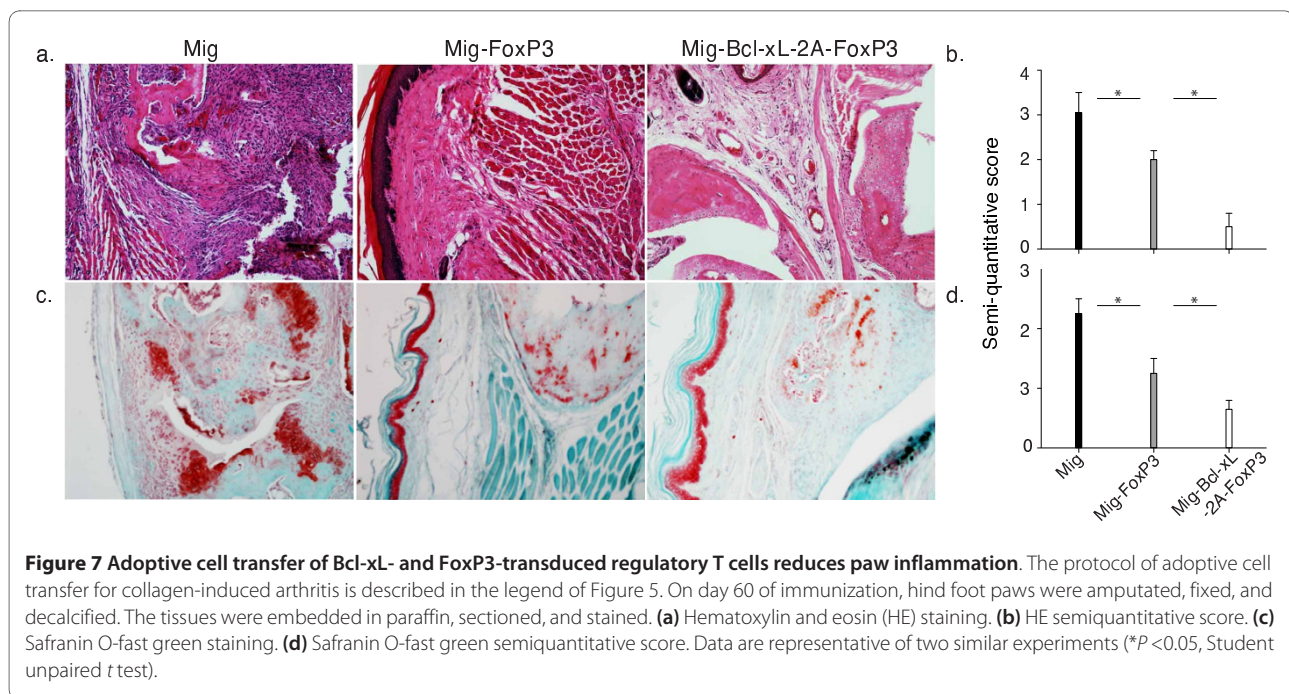 Mig Mig-FoxP3 Mig-Bcl-xL-2A-FoxP3
a.
b.
4
3
2
1
0
* *
Semi-quantitative score
c.
d.
3
2
3
0
* *
Mig
Mig-FoxP3
Mig-Bcl-xL
-2A-FoxP3
Figure 7 Adoptive cell transfer of Bcl-xL- and FoxP3-transduced regulatory T cells reduces paw inflammation. The protocol of adoptive cell
transfer for collagen-induced arthritis is described in the legend of Figure 5. On day 60 of immunization, hind foot paws were amputated, fixed, and
decalcified. The tissues were embedded in paraffin, sectioned, and stained. (a) Hematoxylin and eosin (HE) staining. (b) HE semiquantitative score. (c)
Safranin O-fast green staining. (d) Safranin O-fast green semiquantitative score. Data are representative of two similar experiments (*P <0.05, Student
unpaired t test).